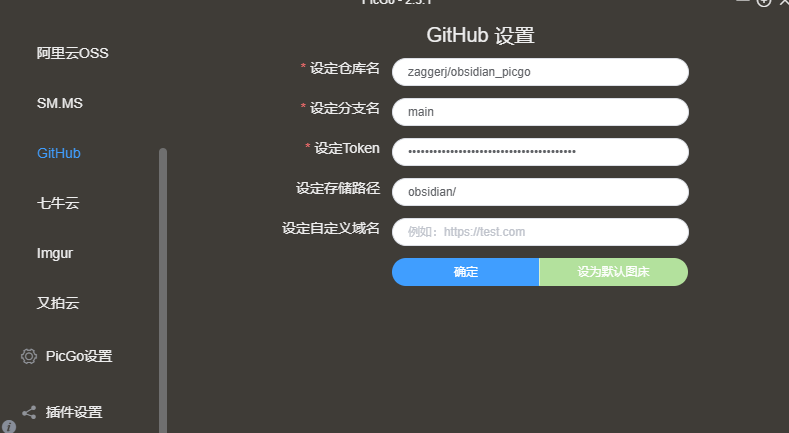 PicGo - 2.3.1
阿里云OSS
SM.MS
GitHub
七牛云
Imgur
又拍云
PicGo设置
插件设置
GitHub 设置
* 设定仓库名
zaggerj/obsidian_picgo
* 设定分支名
main
* 设定Token
••••••••••••••••••••••••••••••••••••••••
设定存储路径
obsidian/
设定自定义域名
例如：https://test.com
确定
设为默认图床